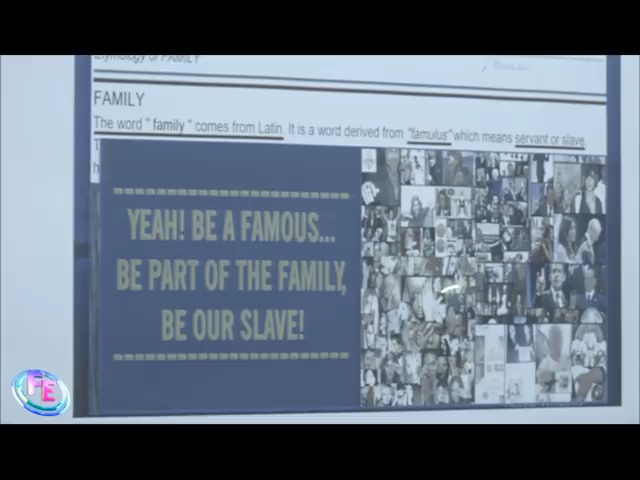 Etymology of FAMILY
FAMILY
The word " family " comes from Latin. It is a word derived from "famulus" which means servant or slave.
YEAH! BE A FAMOUS...
BE PART OF THE FAMILY,
BE OUR SLAVE!
FE